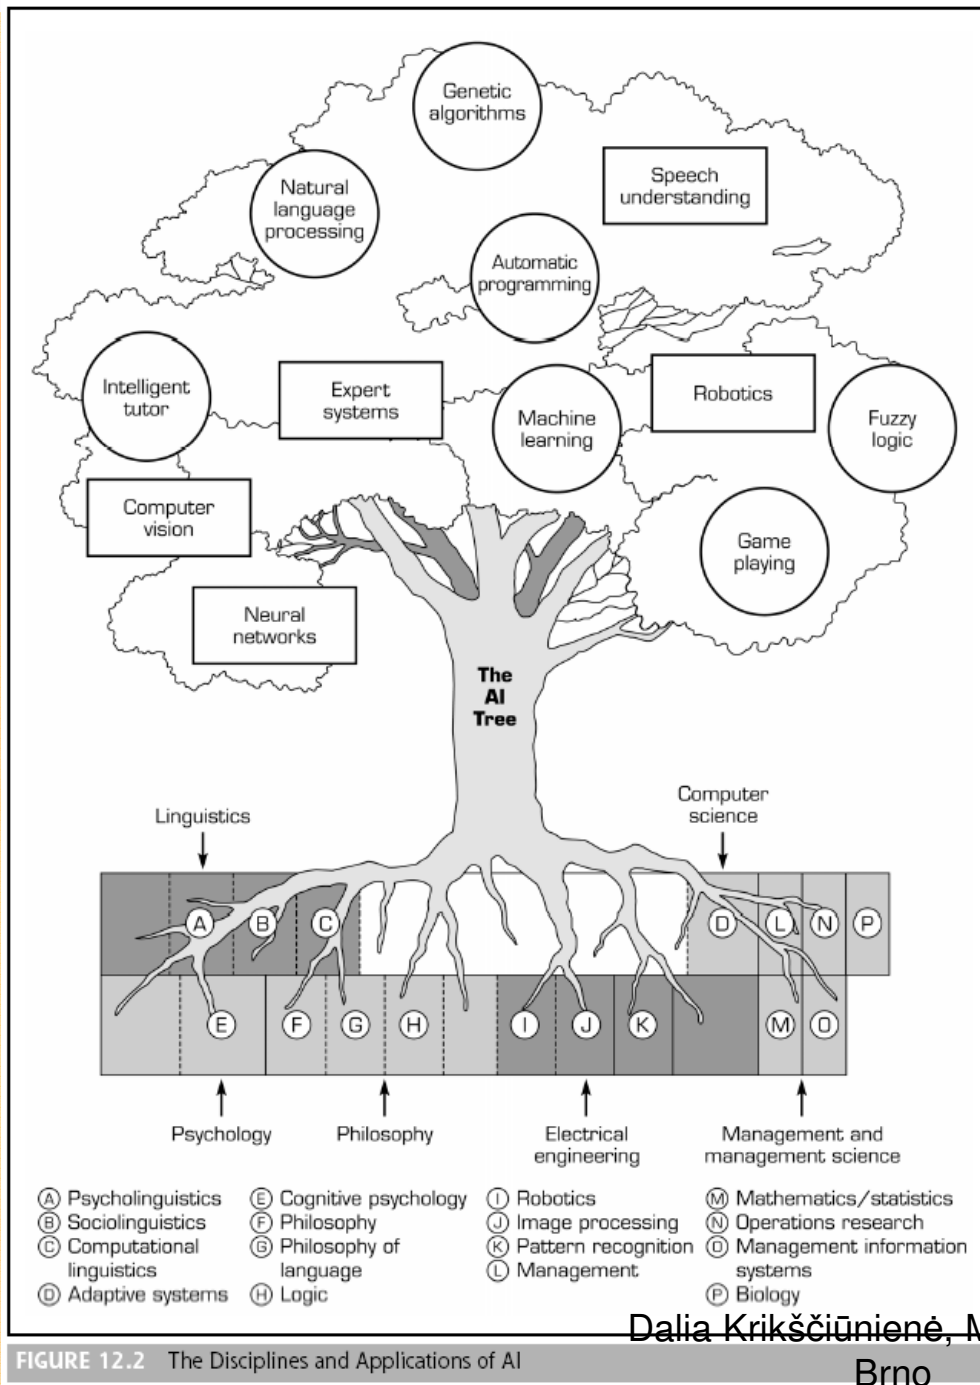 Genetic
algorithms
Speech
understanding
Natural
language
processing
Automatic
programming
Intelligent
tutor
Expert
systems
Machine
learning
Robotics
Fuzzy
logic
Computer
vision
Game
playing
Neural
networks
The
AI
Tree
Linguistics
Computer
science
A B C D L N P
E F G H I J K M O
Psychology
Philosophy
Electrical
engineering
Management and
management science
A Psycholinguistics
B Sociolinguistics
C Computational
linguistics
D Adaptive systems
E Cognitive psychology
F Philosophy
G Philosophy of
language
H Logic
I Robotics
J Image processing
K Pattern recognition
L Management
M Mathematics/statistics
N Operations research
O Management information
systems
P Biology
Dalia Krikščiūnienė, M
Brno
FIGURE 12.2 The Disciplines and Applications of AI